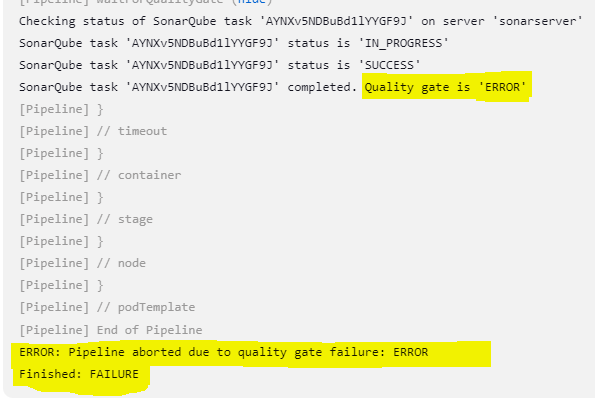 [Pipeline] waitForQualityGate (hide)
Checking status of SonarQube task 'AYNXv5NDBuBd1lYYGF9J' on server 'sonarserver'
SonarQube task 'AYNXv5NDBuBd1lYYGF9J' status is 'IN_PROGRESS'
SonarQube task 'AYNXv5NDBuBd1lYYGF9J' status is 'SUCCESS'
SonarQube task 'AYNXv5NDBuBd1lYYGF9J' completed. Quality gate is 'ERROR'
[Pipeline] }
[Pipeline] // timeout
[Pipeline] }
[Pipeline] // container
[Pipeline] }
[Pipeline] // stage
[Pipeline] }
[Pipeline] // node
[Pipeline] }
[Pipeline] // podTemplate
[Pipeline] End of Pipeline
ERROR: Pipeline aborted due to quality gate failure: ERROR
Finished: FAILURE